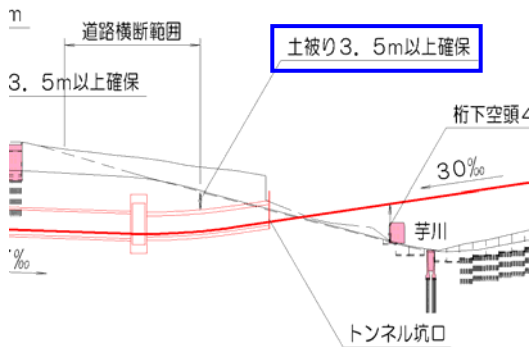 m
道路横断範囲
土被り3．5m以上確保
3．5m以上確保
桁下空頭4
30‰
芋川
‰
トンネル坑口